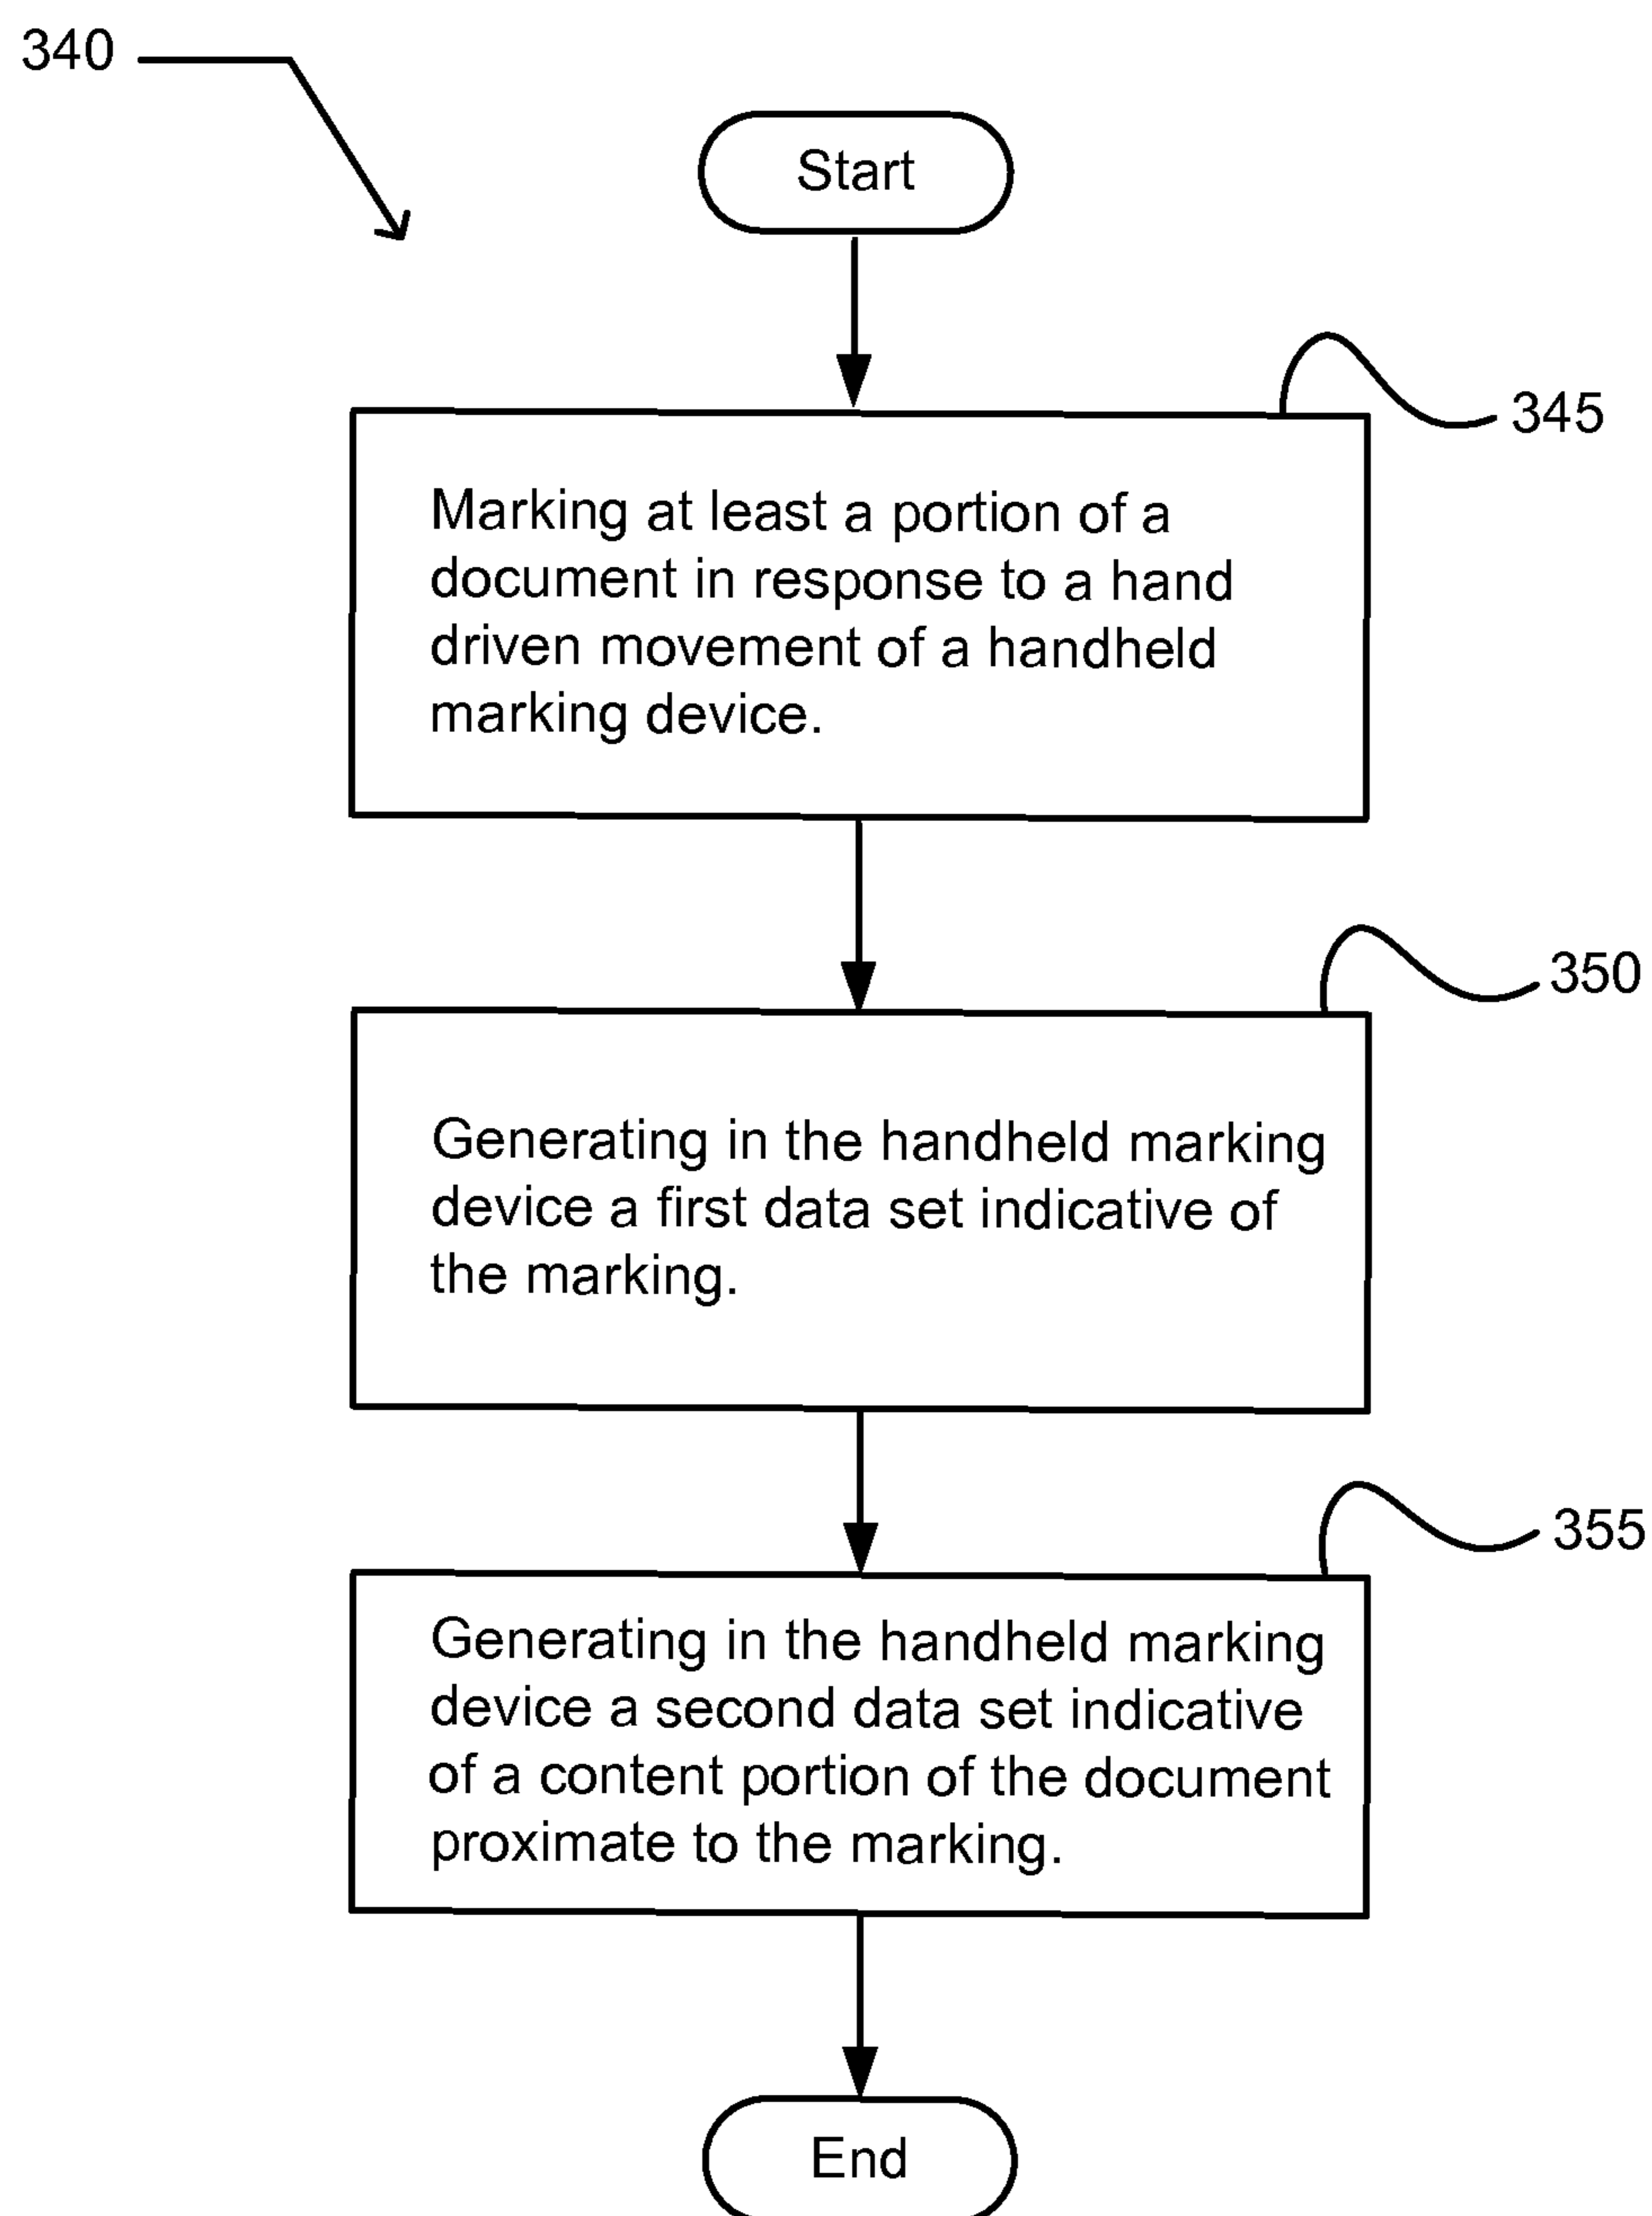 340
Start
345
Marking at least a portion of a
document in response to a hand
driven movement of a handheld
marking device.
350
Generating in the handheld marking
device a first data set indicative of
the marking.
355
Generating in the handheld marking
device a second data set indicative
of a content portion of the document
proximate to the marking.
End